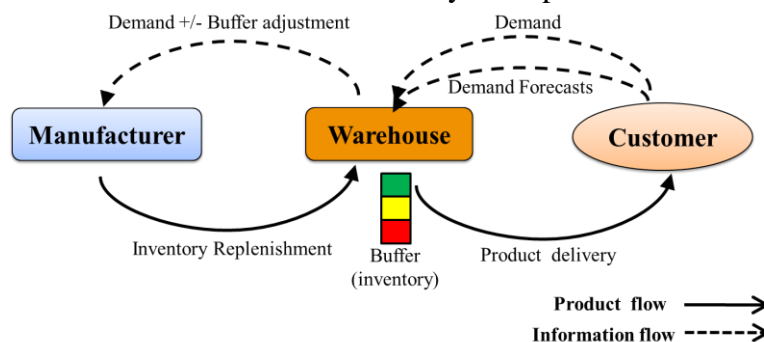 Demand +/- Buffer adjustment
Demand
Demand Forecasts
Manufacturer
Warehouse
Customer
Inventory Replenishment
Buffer
(inventory)
Product delivery
Product flow
Information flow